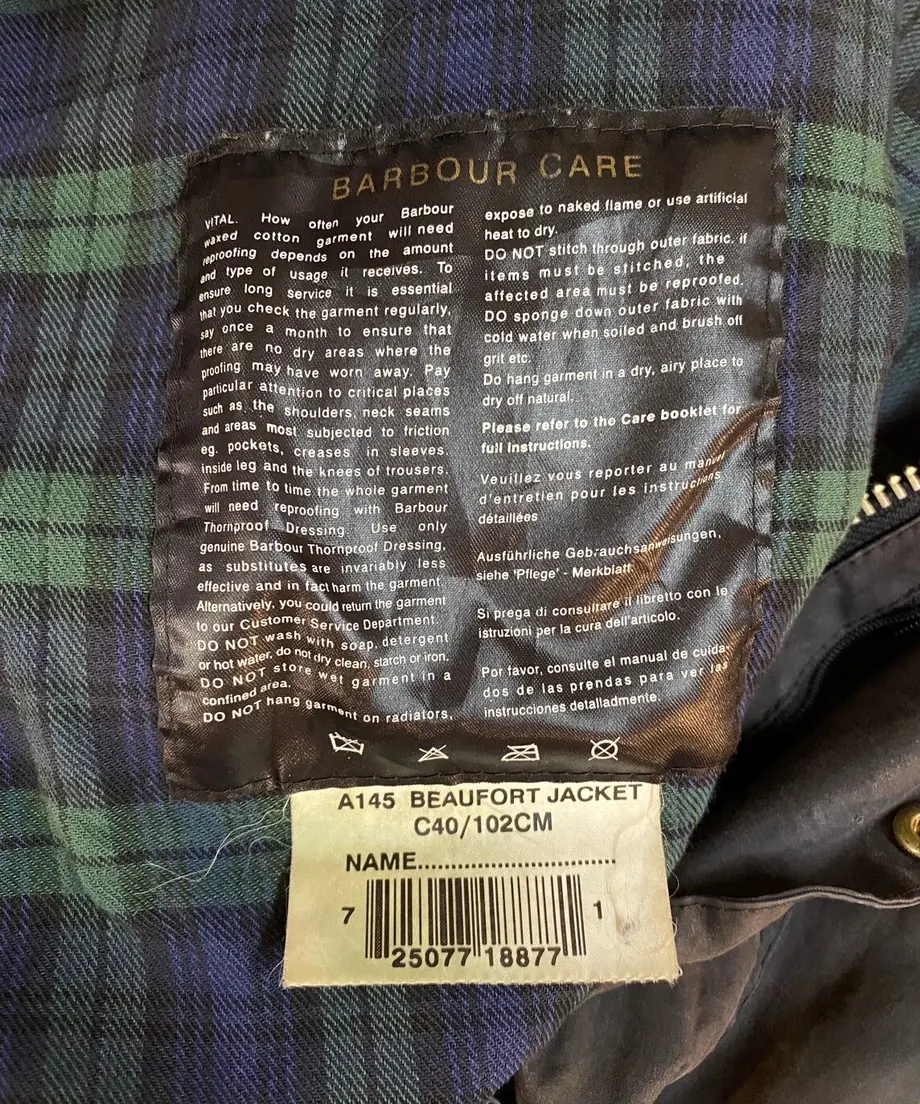 BARBOUR CARE
VITAL. How often your Barbour
waxed cotton garment will need
reproofing depends on the amount
and type of usage it receives. To
ensure long service it is essential
that you check the garment regularly,
say once a month to ensure that
there are no dry areas where the
proofing may have worn away. Pay
particular attention to critical places
such as the shoulders, neck seams
and areas most subjected to friction
eg. pockets, creases in sleeves,
inside leg and the knees of trousers.
From time to time the whole garment
will need reproofing with Barbour
Thornproof Dressing. Use only
genuine Barbour Thornproof Dressing,
as substitutes are invariably less
effective and in fact harm the garment.
Alternatively, you could return the garment
to our Customer Service Department.
DO NOT wash with soap, detergent
or hot water, do not dry clean, starch or iron.
DO NOT store wet garment in a
confined area.
DO NOT hang garment on radiators,
expose to naked flame or use artificial
heat to dry.
DO NOT stitch through outer fabric. if
items must be stitched, the
affected area must be reproofed.
DO sponge down outer fabric with
cold water when soiled and brush off
grit etc.
Do hang garment in a dry, airy place to
dry off natural.
Please refer to the Care booklet for
full instructions.
Veuillez vous reporter au manuel
d'entretien pour les instructions
détaillées
Ausführliche Gebrauchsanweisungen,
siehe 'Pflege' - Merkblatt
Si prega di consultare il libretto con le
istruzioni per la cura dell'articolo.
Por favor, consulte el manual de cuida-
dos de las prendas para ver las
instrucciones detalladmente.
A145 BEAUFORT JACKET
C40/102CM
NAME..............................
7 25077 18877 1